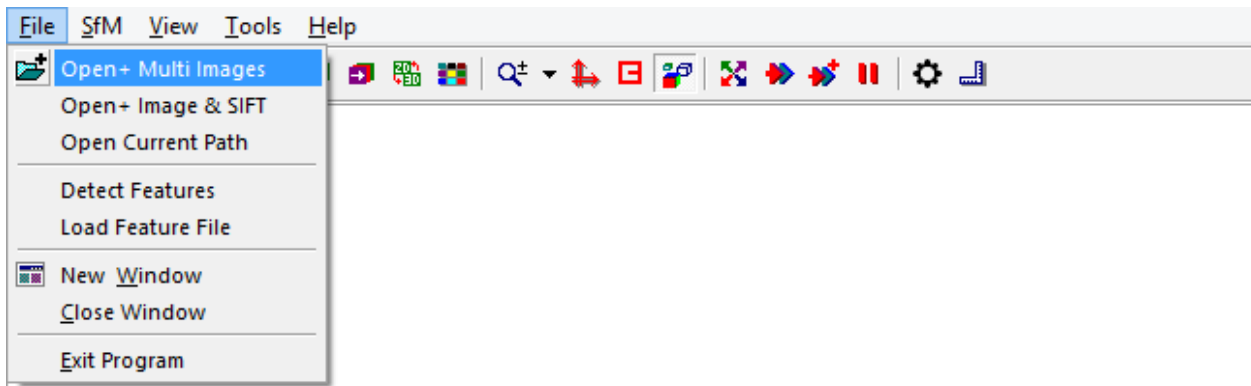 File SfM View Tools Help
Open+ Multi Images
Open+ Image & SIFT
Open Current Path
Detect Features
Load Feature File
New Window
Close Window
Exit Program